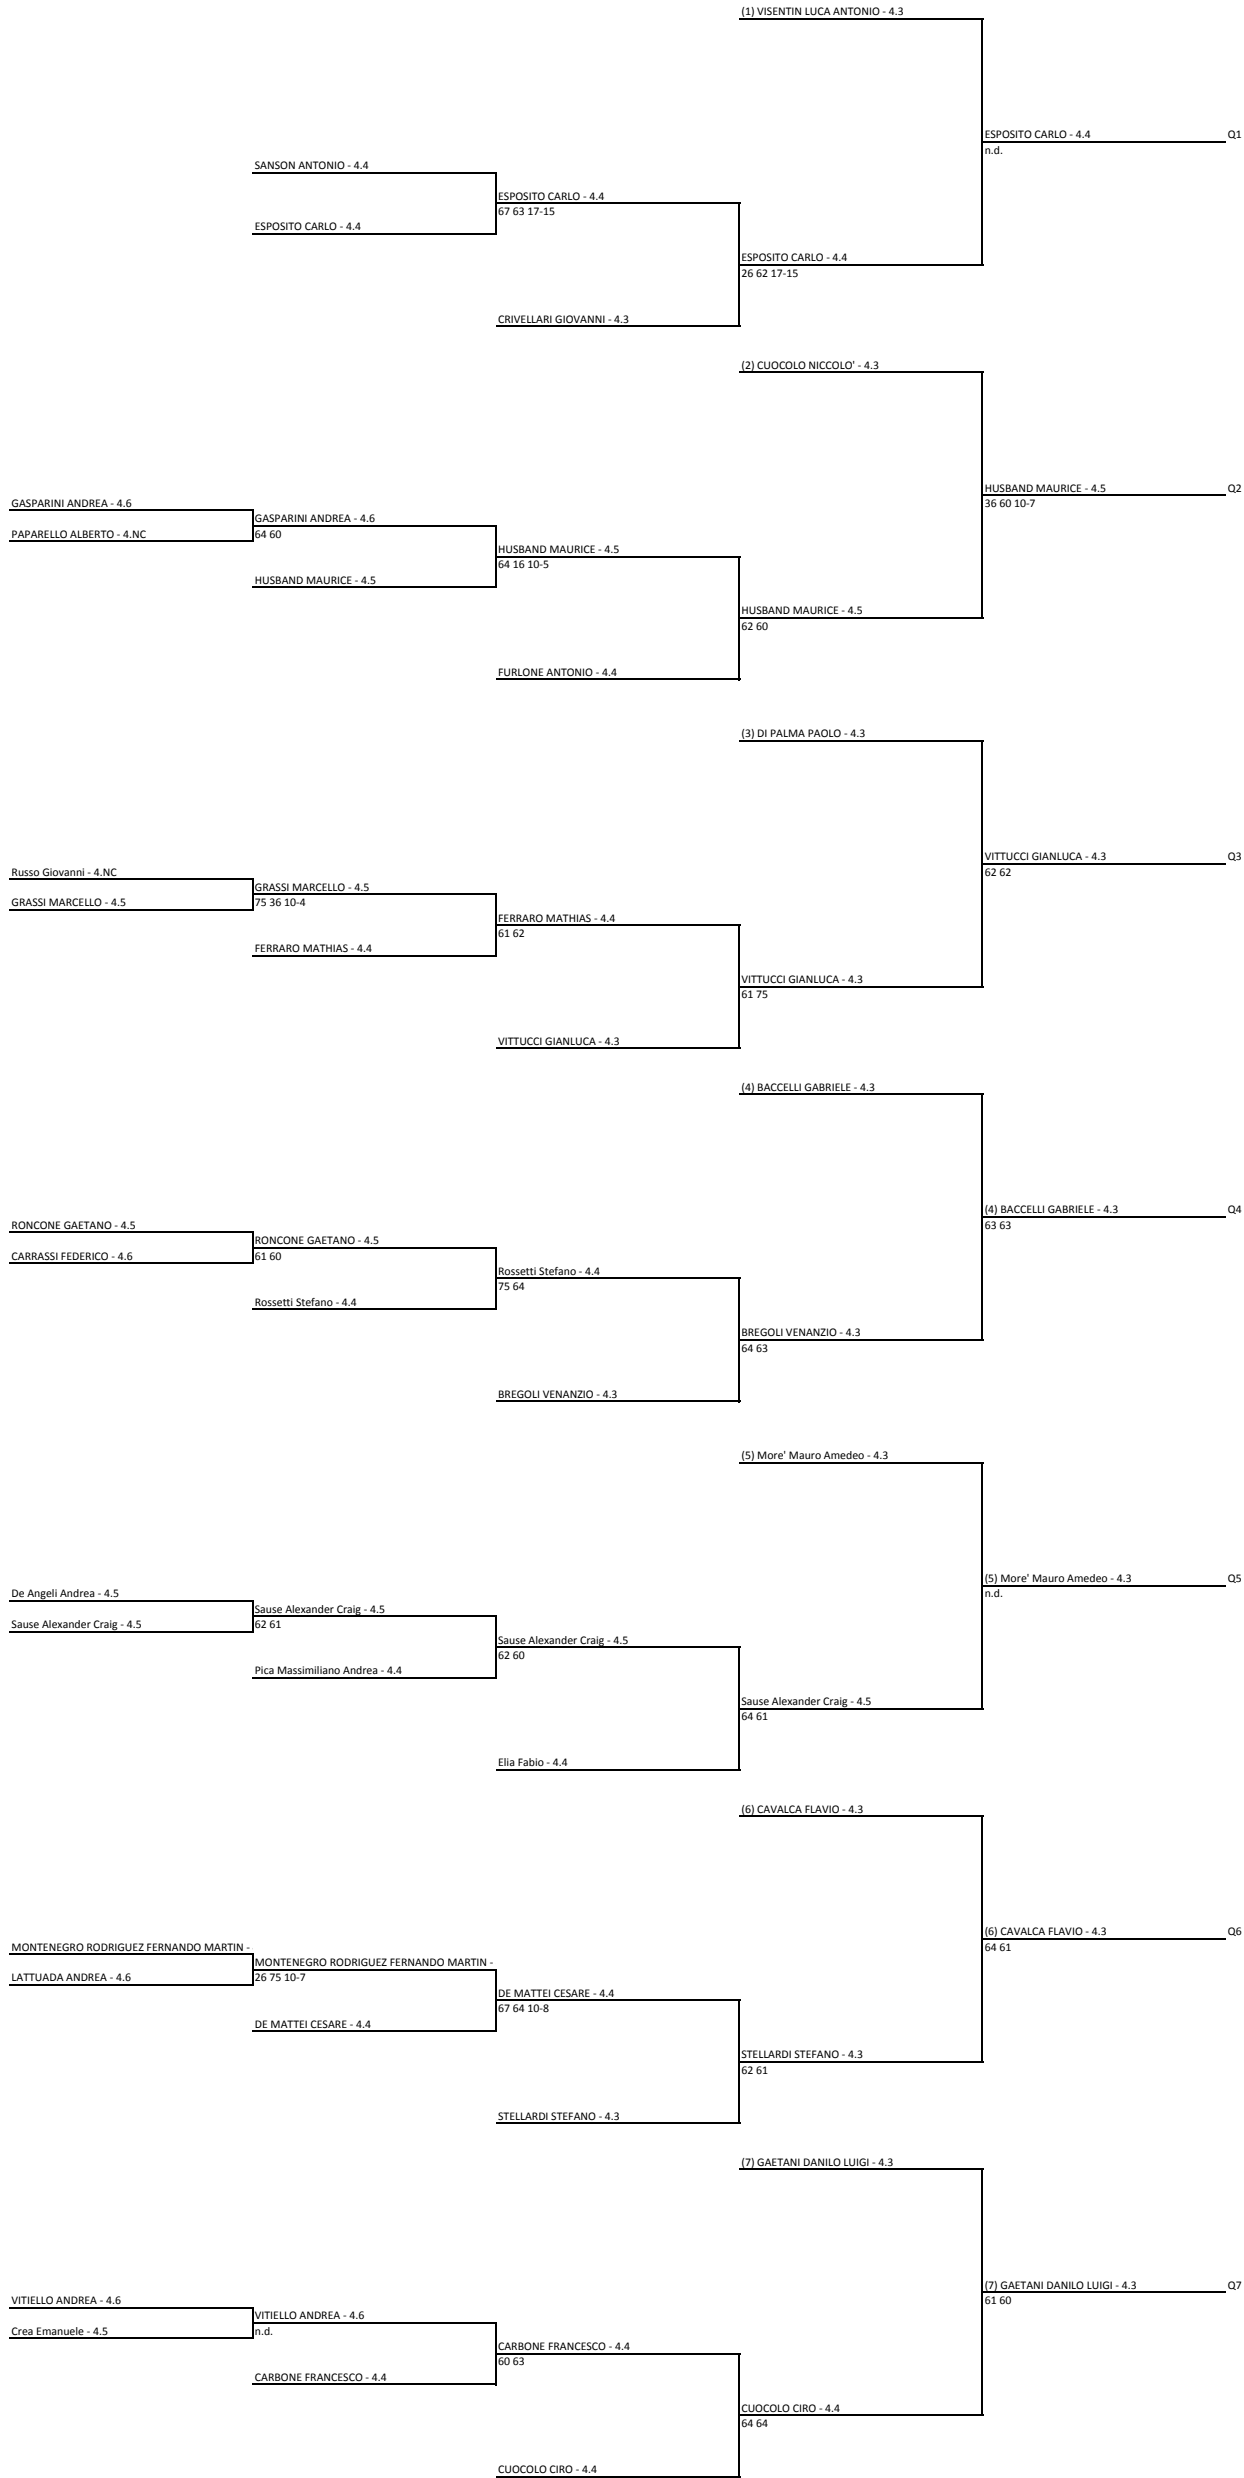 (1) VISENTIN LUCA ANTONIO - 4.3
ESPOSITO CARLO - 4.4
Q1
n.d.
SANSON ANTONIO - 4.4
ESPOSITO CARLO - 4.4
67 63 17-15
ESPOSITO CARLO - 4.4
ESPOSITO CARLO - 4.4
26 62 17-15
CRIVELLARI GIOVANNI - 4.3
(2) CUOCOLO NICCOLO' - 4.3
HUSBAND MAURICE - 4.5
Q2
36 60 10-7
GASPARINI ANDREA - 4.6
GASPARINI ANDREA - 4.6
PAPARELLO ALBERTO - 4.NC
64 60
HUSBAND MAURICE - 4.5
64 16 10-5
HUSBAND MAURICE - 4.5
HUSBAND MAURICE - 4.5
62 60
FURLONE ANTONIO - 4.4
(3) DI PALMA PAOLO - 4.3
VITTUCCI GIANLUCA - 4.3
Q3
62 62
Russo Giovanni - 4.NC
GRASSI MARCELLO - 4.5
GRASSI MARCELLO - 4.5
75 36 10-4
FERRARO MATHIAS - 4.4
61 62
FERRARO MATHIAS - 4.4
VITTUCCI GIANLUCA - 4.3
61 75
VITTUCCI GIANLUCA - 4.3
(4) BACCELLI GABRIELE - 4.3
(4) BACCELLI GABRIELE - 4.3
Q4
63 63
RONCONE GAETANO - 4.5
RONCONE GAETANO - 4.5
CARRASSI FEDERICO - 4.6
61 60
Rossetti Stefano - 4.4
75 64
Rossetti Stefano - 4.4
BREGOLI VENANZIO - 4.3
64 63
BREGOLI VENANZIO - 4.3
(5) More' Mauro Amedeo - 4.3
(5) More' Mauro Amedeo - 4.3
Q5
n.d.
De Angeli Andrea - 4.5
Sause Alexander Craig - 4.5
Sause Alexander Craig - 4.5
62 61
Sause Alexander Craig - 4.5
62 60
Pica Massimiliano Andrea - 4.4
Sause Alexander Craig - 4.5
64 61
Elia Fabio - 4.4
(6) CAVALCA FLAVIO - 4.3
(6) CAVALCA FLAVIO - 4.3
Q6
64 61
MONTENEGRO RODRIGUEZ FERNANDO MARTIN -
MONTENEGRO RODRIGUEZ FERNANDO MARTIN -
LATTUADA ANDREA - 4.6
26 75 10-7
DE MATTEI CESARE - 4.4
67 64 10-8
DE MATTEI CESARE - 4.4
STELLARDI STEFANO - 4.3
62 61
STELLARDI STEFANO - 4.3
(7) GAETANI DANILO LUIGI - 4.3
(7) GAETANI DANILO LUIGI - 4.3
Q7
61 60
VITIELLO ANDREA - 4.6
VITIELLO ANDREA - 4.6
Crea Emanuele - 4.5
n.d.
CARBONE FRANCESCO - 4.4
60 63
CARBONE FRANCESCO - 4.4
CUOCOLO CIRO - 4.4
64 64
CUOCOLO CIRO - 4.4